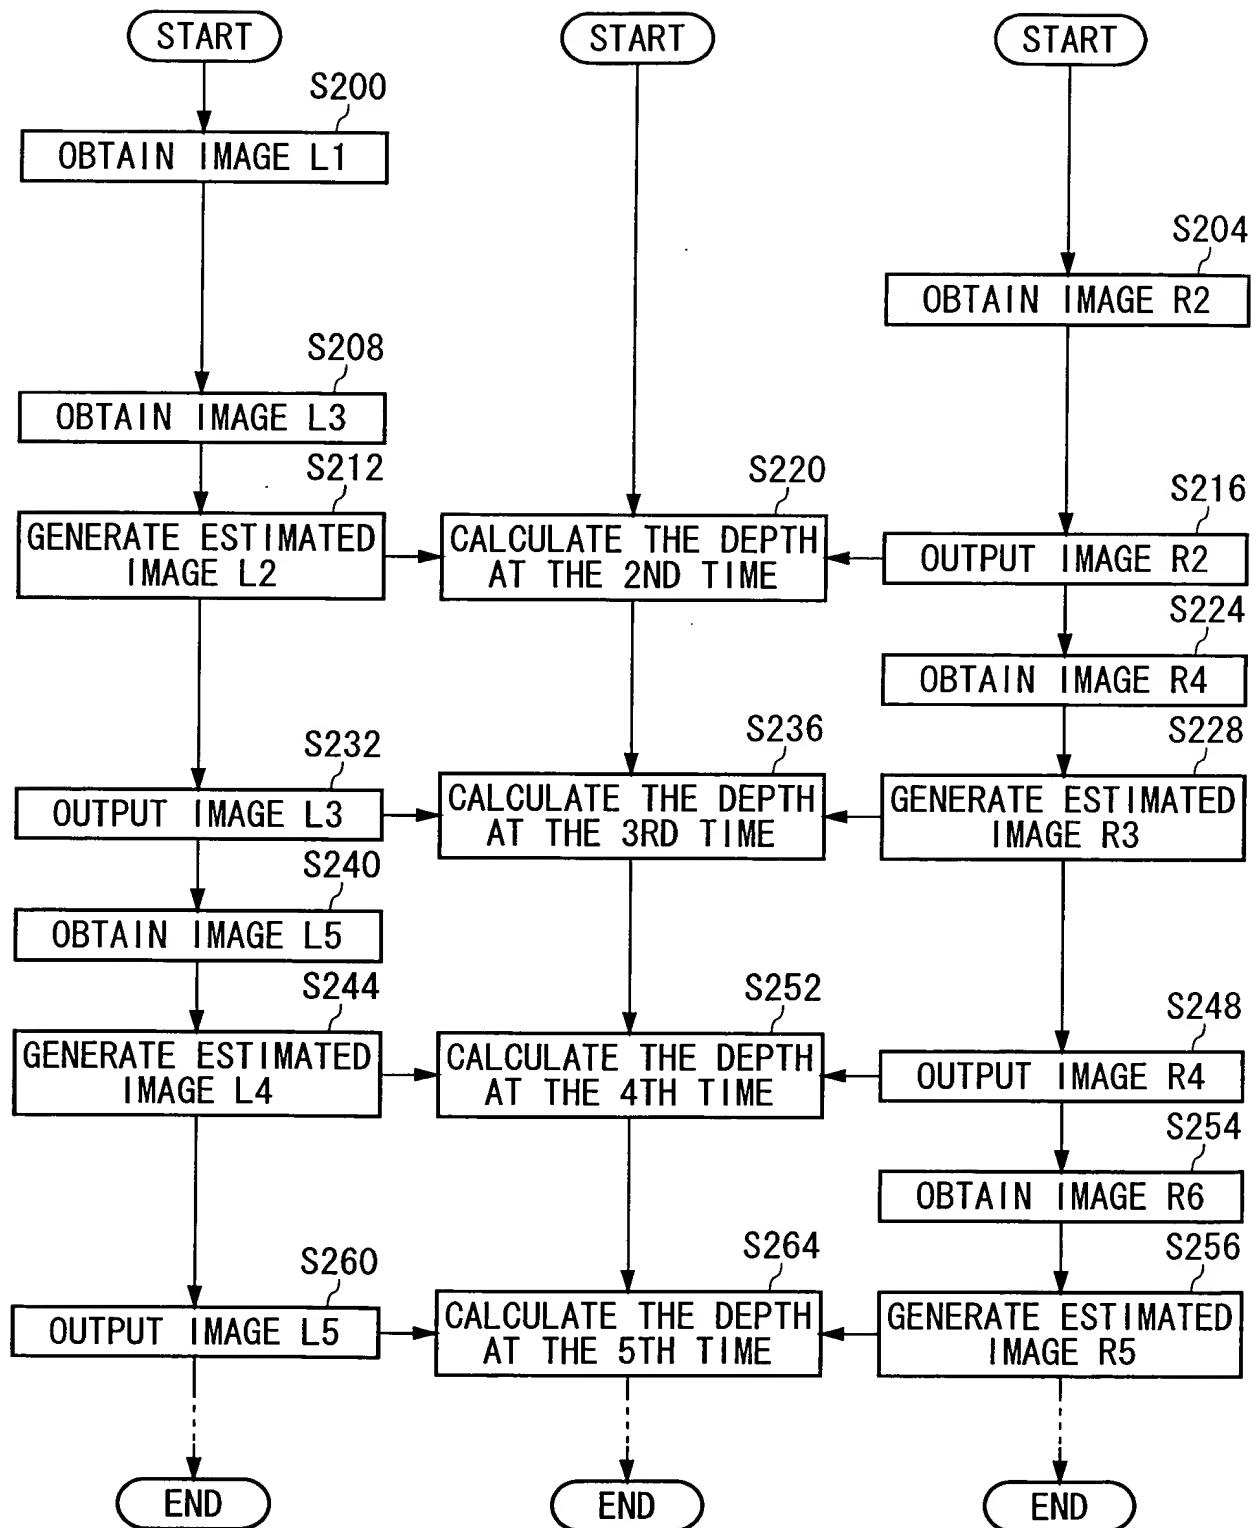 START
START
START
S200
OBTAIN IMAGE L1
S204
OBTAIN IMAGE R2
S208
OBTAIN IMAGE L3
S212
GENERATE ESTIMATED
IMAGE L2
S220
CALCULATE THE DEPTH
AT THE 2ND TIME
S216
OUTPUT IMAGE R2
S224
OBTAIN IMAGE R4
S232
OUTPUT IMAGE L3
S236
CALCULATE THE DEPTH
AT THE 3RD TIME
S228
GENERATE ESTIMATED
IMAGE R3
S240
OBTAIN IMAGE L5
S244
GENERATE ESTIMATED
IMAGE L4
S252
CALCULATE THE DEPTH
AT THE 4TH TIME
S248
OUTPUT IMAGE R4
S254
OBTAIN IMAGE R6
S260
OUTPUT IMAGE L5
S264
CALCULATE THE DEPTH
AT THE 5TH TIME
S256
GENERATE ESTIMATED
IMAGE R5
END
END
END